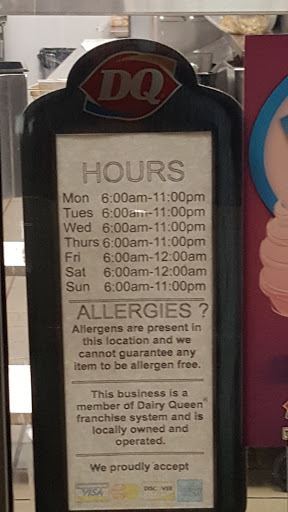 DQ
HOURS
Mon 6:00am-11:00pm
Tues 6:00am-11:00pm
Wed 6:00am-11:00pm
Thurs 6:00am-11:00pm
Fri 6:00am-12:00am
Sat 6:00am-12:00am
Sun 6:00am-11:00pm
ALLERGIES ?
Allergens are present in
this location and we
cannot guarantee any
item to be allergen free.
This business is a
member of Dairy Queen®
franchise system and is
locally owned and
operated.
We proudly accept
VISA